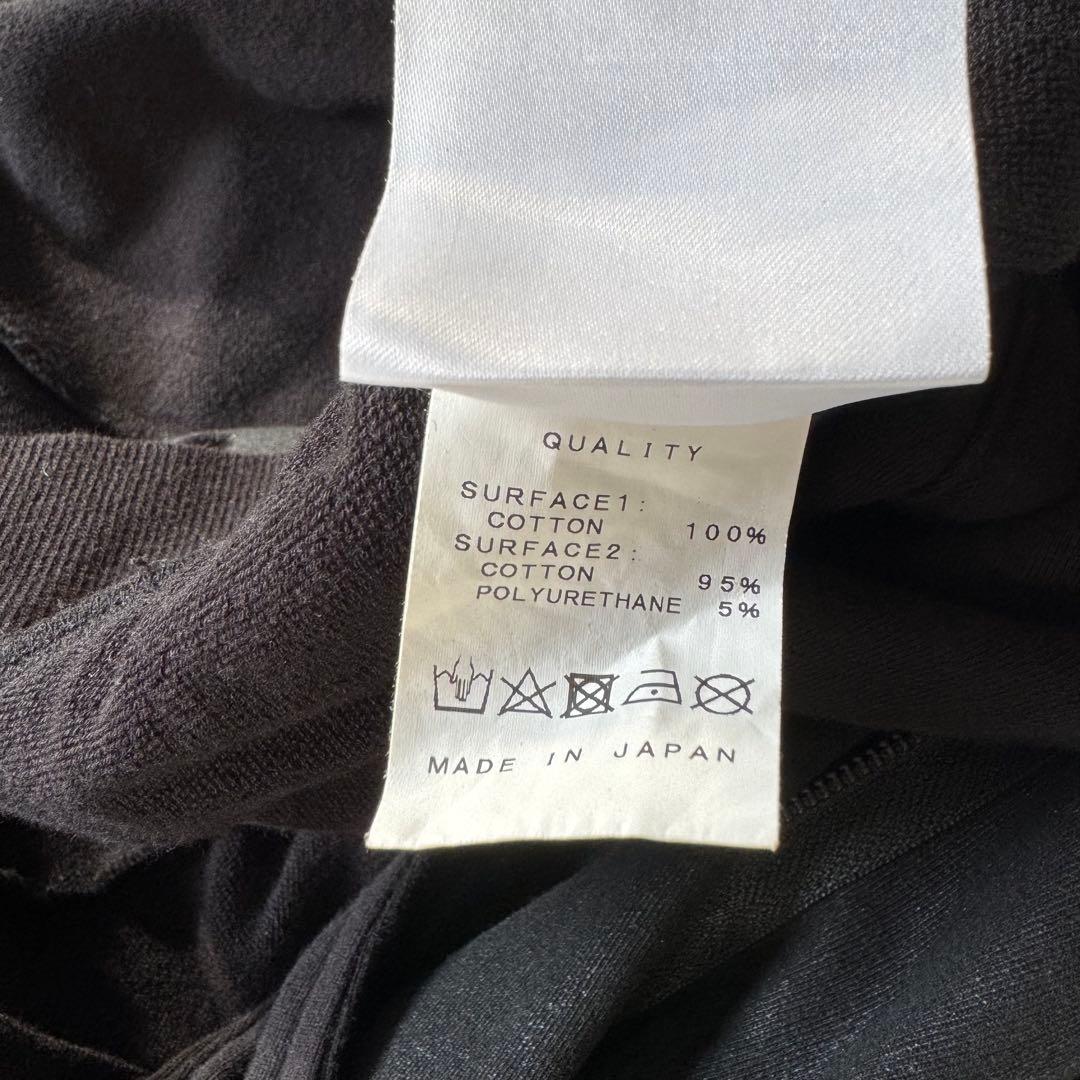 QUALITY
SURFACE1:
COTTON 100%
SURFACE2:
COTTON 95%
POLYURETHANE 5%
MADE IN JAPAN